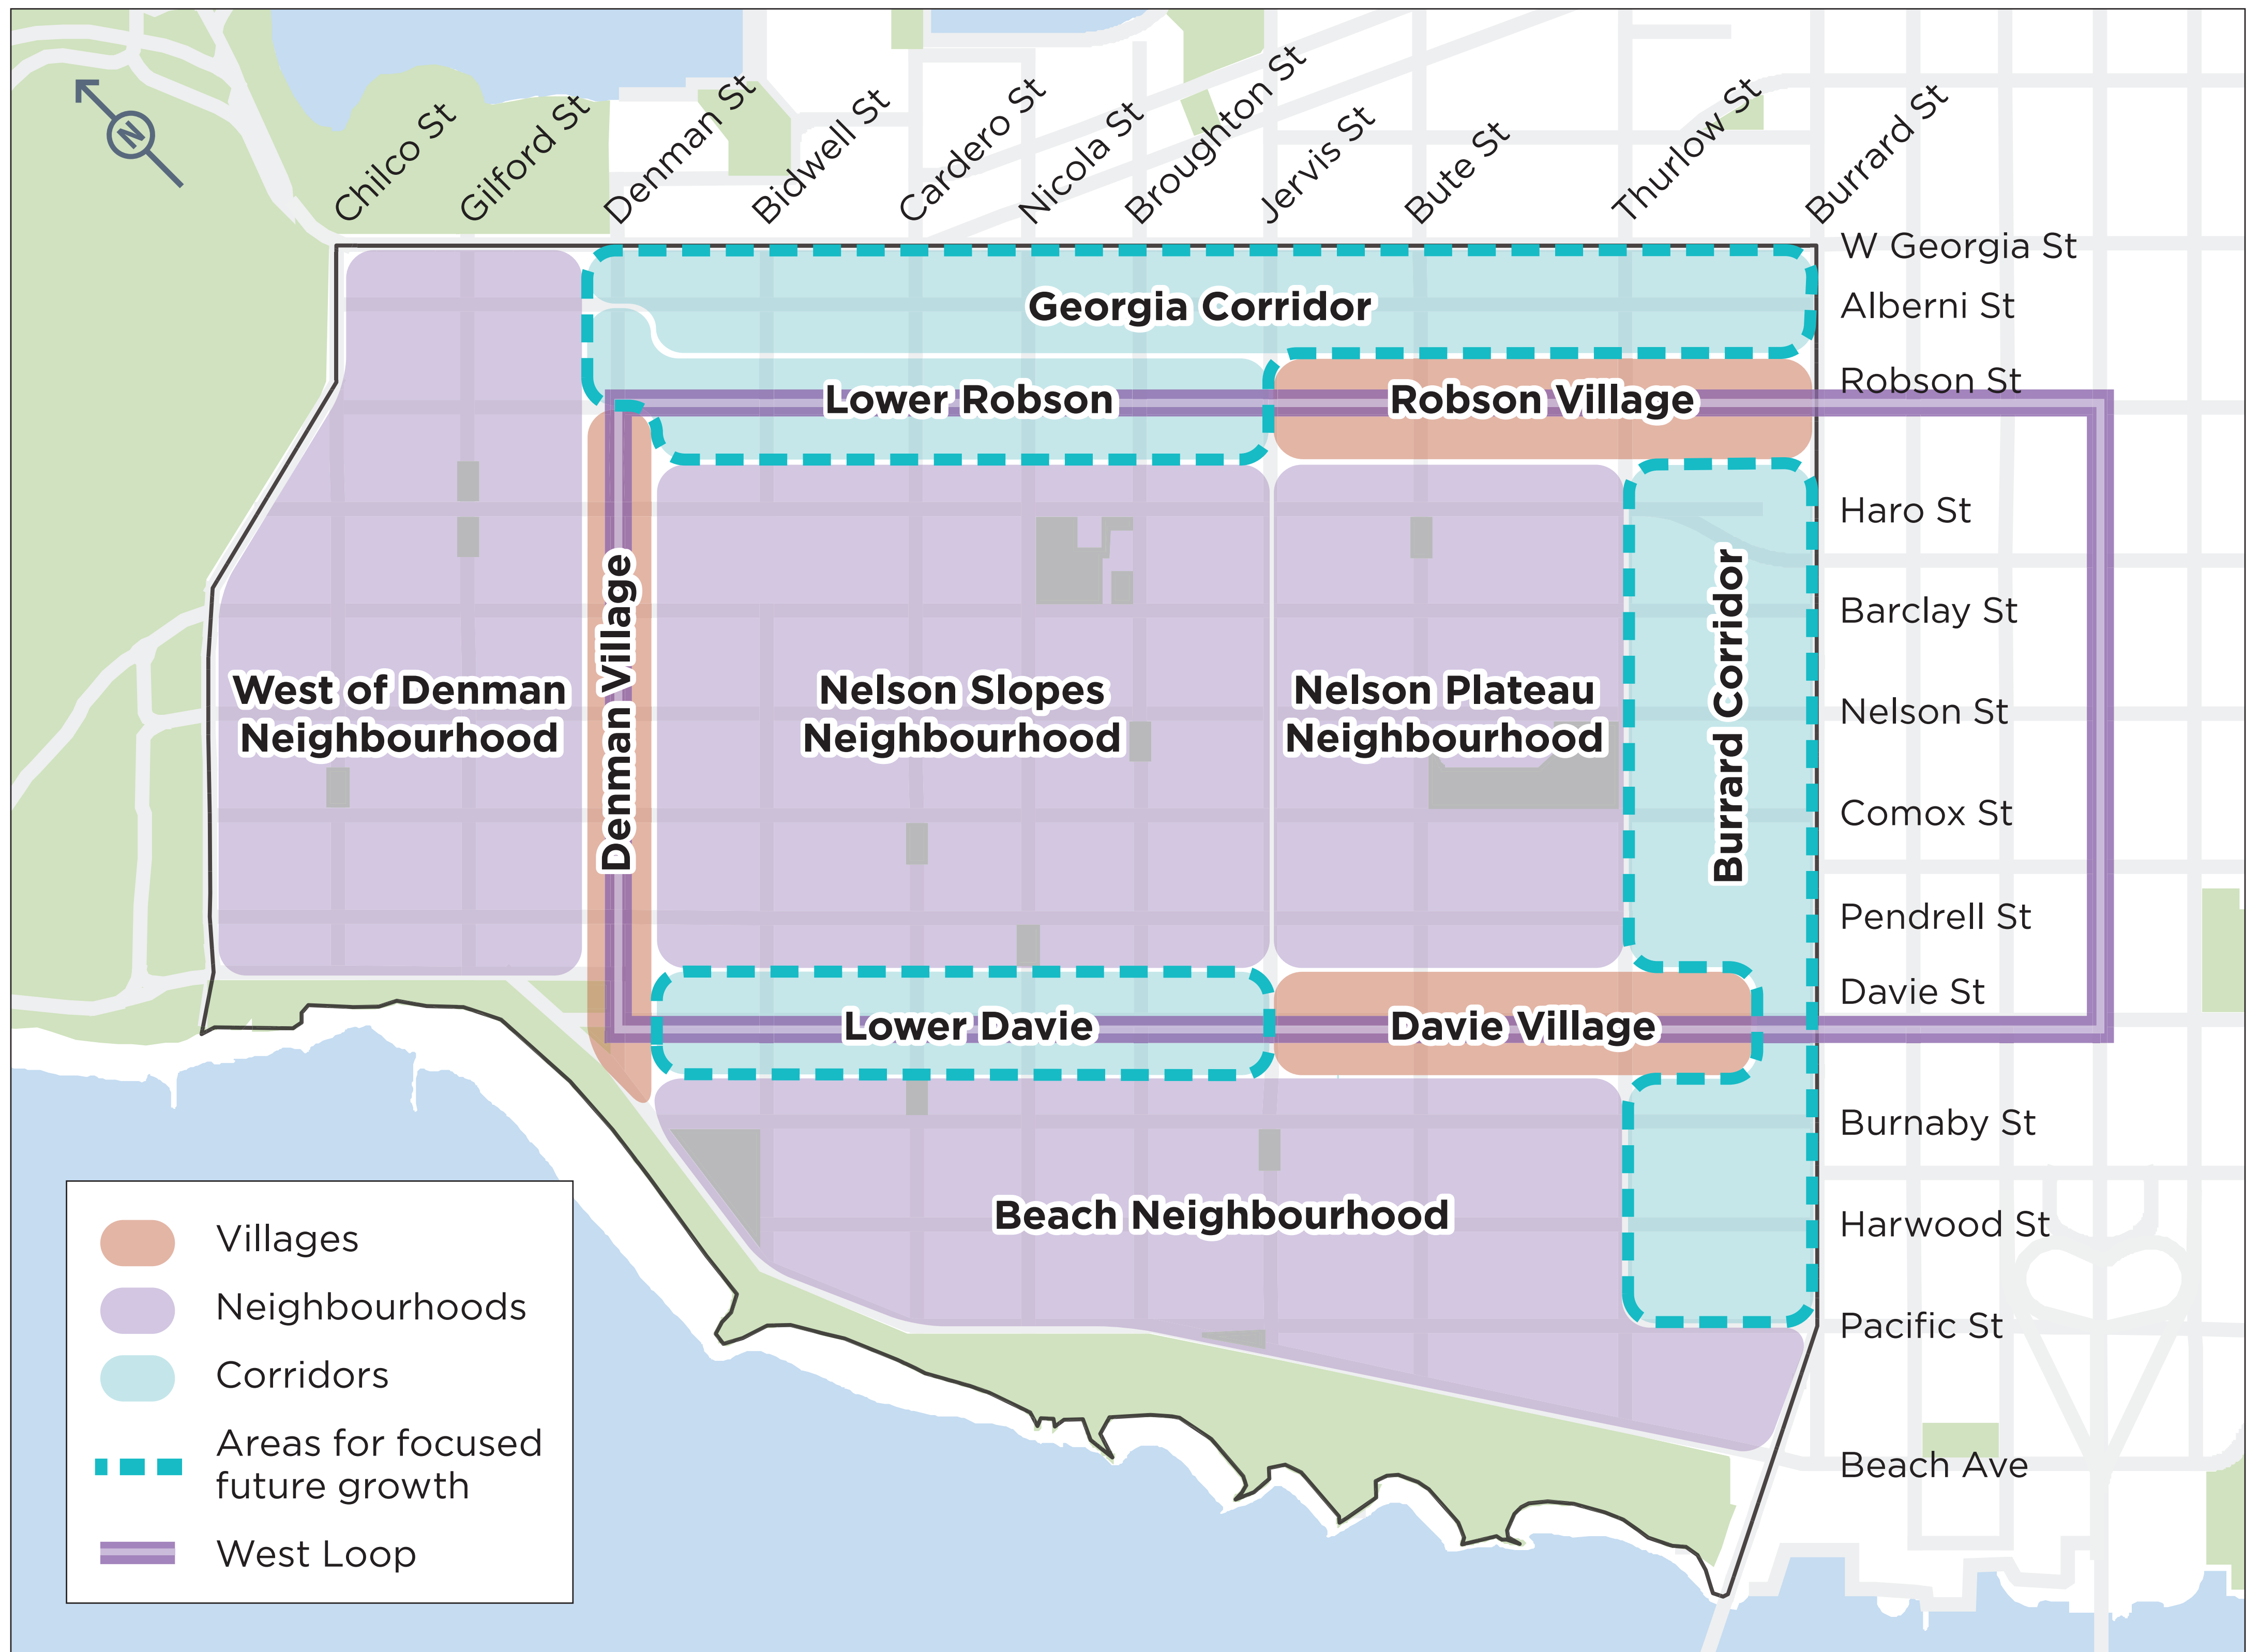 N
Chilco St
Gilford St
Denman St
Bidwell St
Cardero St
Nicola St
Broughton St
Jervis St
Bute St
Thurlow St
Burrard St
W Georgia St
Alberni St
Robson St
Haro St
Barclay St
Nelson St
Comox St
Pendrell St
Davie St
Burnaby St
Harwood St
Pacific St
Beach Ave
Georgia Corridor
Lower Robson
Robson Village
West of Denman
Neighbourhood
Denman Village
Nelson Slopes
Neighbourhood
Nelson Plateau
Neighbourhood
Burrard Corridor
Lower Davie
Davie Village
Beach Neighbourhood
Villages
Neighbourhoods
Corridors
Areas for focused
future growth
West Loop